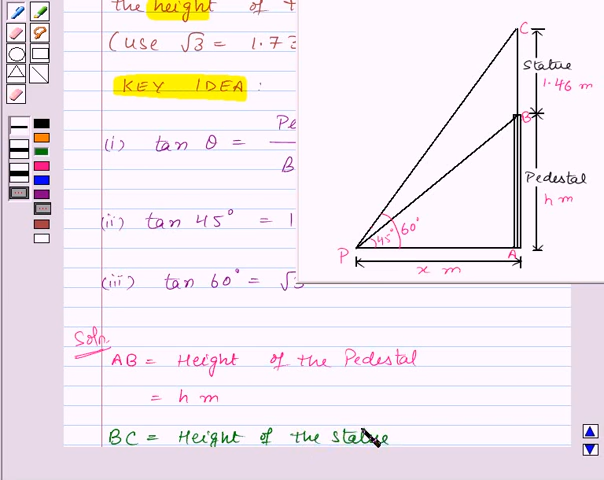 the height of
(use √3 = 1.73
KEY IDEA :
(i) tan θ =
B
(ii) tan 45° = 1
(iii) tan 60° = √3
Soln
AB = Height of the Pedestal
= h m
BC = Height of the Statue
C
Statue
1.46 m
B
Pedestal
h m
60°
45°
P
A
x m